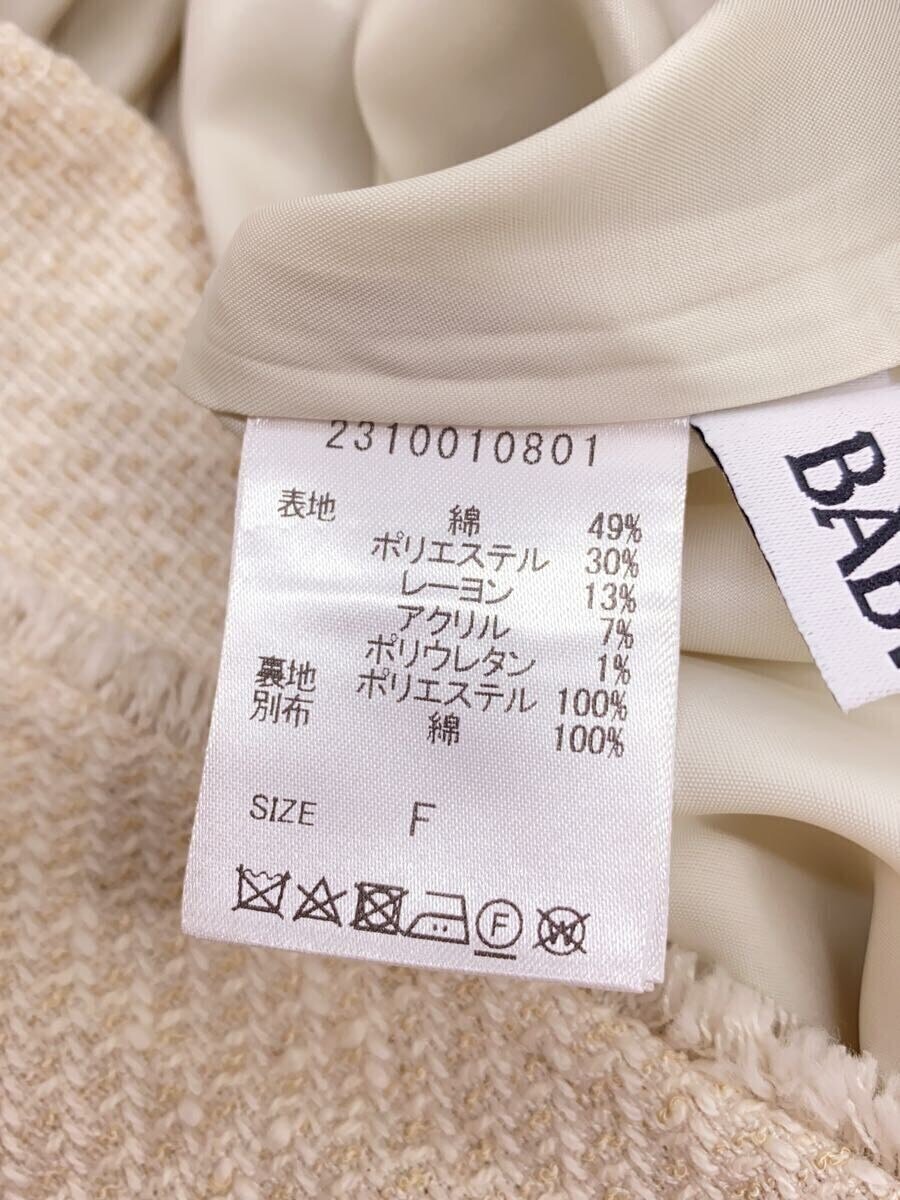 2310010801
表地 綿 49%
ポリエステル 30%
レーヨン 13%
アクリル 7%
ポリウレタン 1%
裏地 ポリエステル 100%
別布 綿 100%
SIZE F
F W